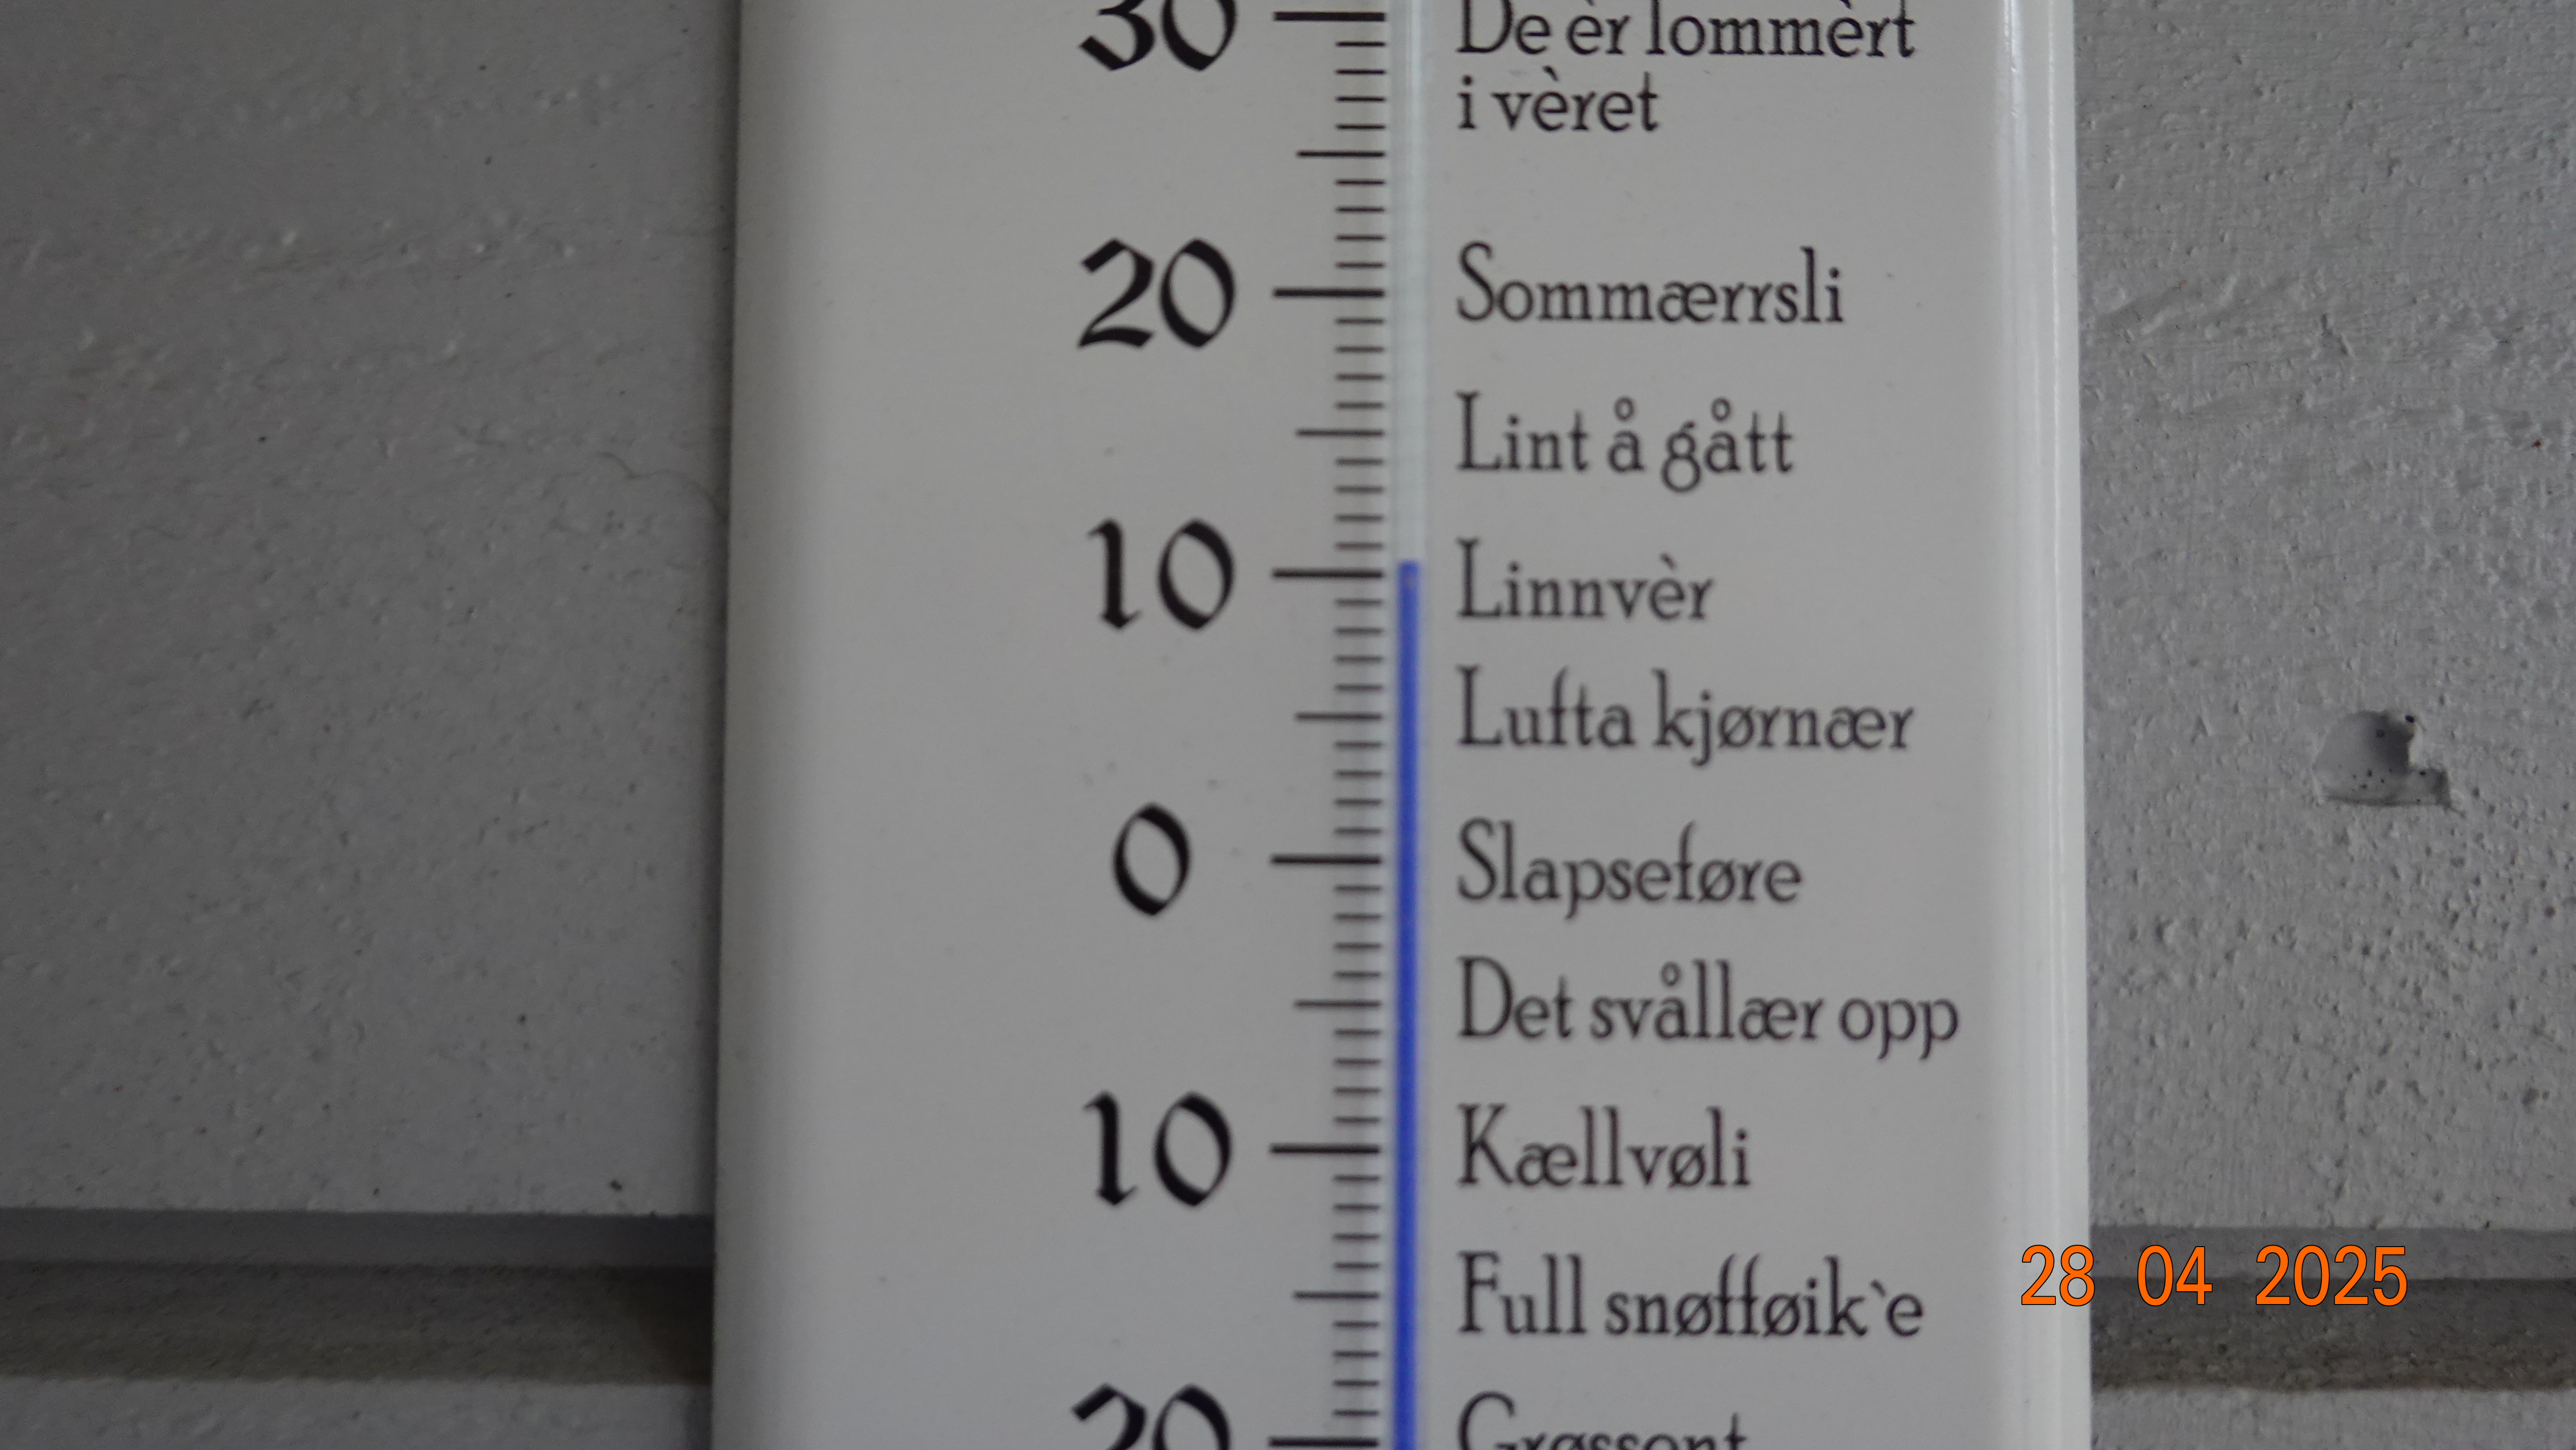 30 De èr lommèrt
i vèret
20 Sommærrsli
Lint å gått
10 Linnvèr
Lufta kjørnær
0 Slapseføre
Det svållær opp
10 Kællvøli
Full snøfføik`e
28 04 2025
20